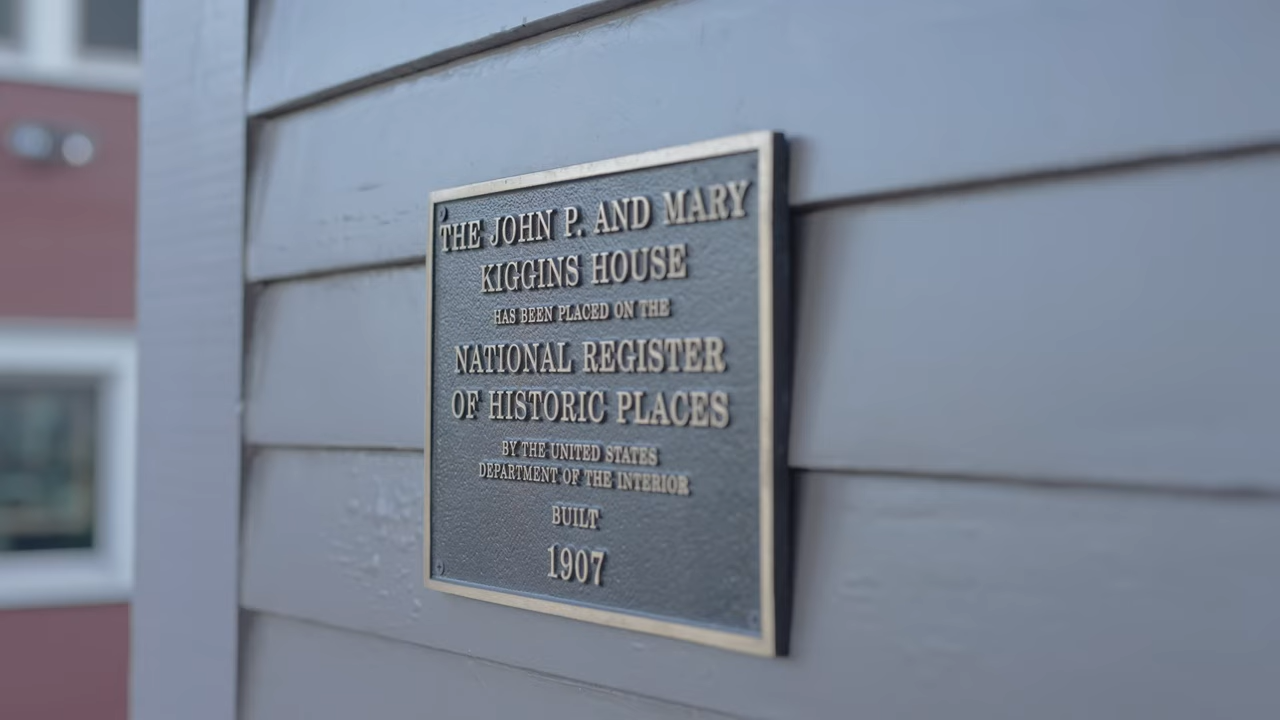 THE JOHN P. AND MARY
KIGGINS HOUSE
HAS BEEN PLACED ON THE
NATIONAL REGISTER
OF HISTORIC PLACES
BY THE UNITED STATES
DEPARTMENT OF THE INTERIOR
BUILT
1907